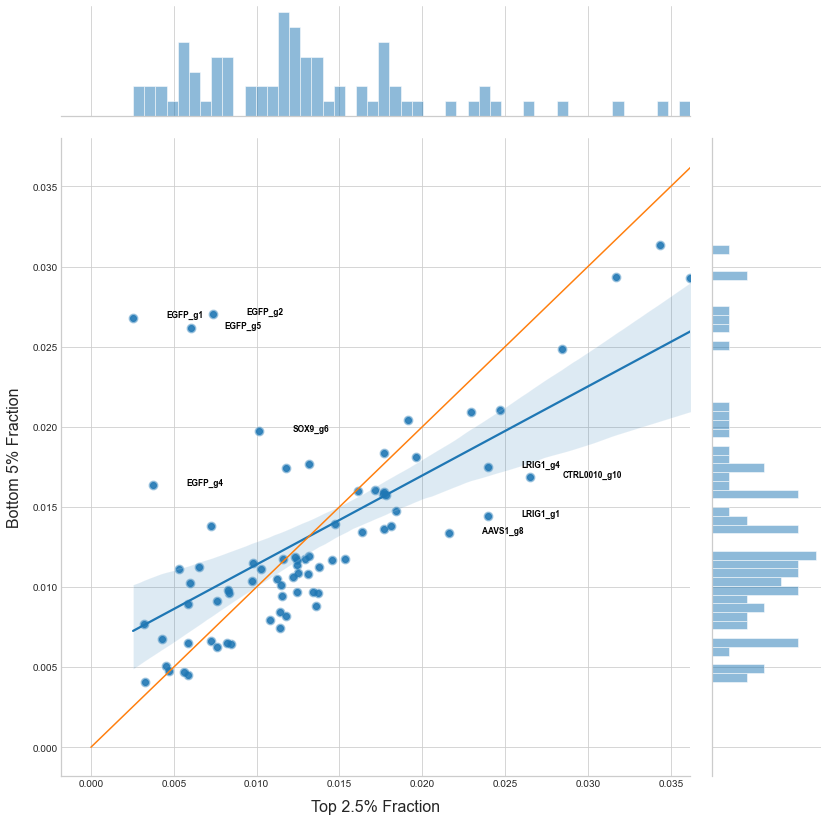 0.035
0.030
EGFP_g1
EGFP_g2
EGFP_g5
0.025
0.020
SOX9_g6
LRIG1_g4
CTRL0010_g10
EGFP_g4
0.015
LRIG1_g1
AAVS1_g8
0.010
0.005
0.000
Bottom 5% Fraction
0.000 0.005 0.010 0.015 0.020 0.025 0.030 0.035
Top 2.5% Fraction